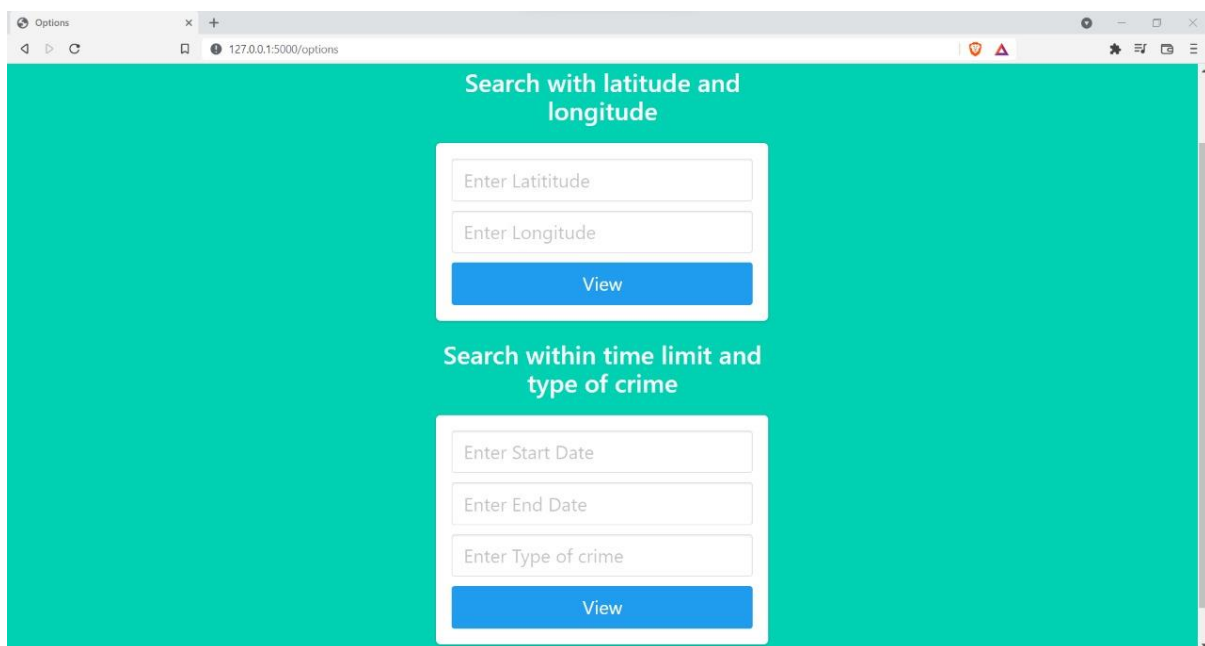 Options
127.0.0.1:5000/options
Search with latitude and
longitude
Enter Latititude
Enter Longitude
View
Search within time limit and
type of crime
Enter Start Date
Enter End Date
Enter Type of crime
View